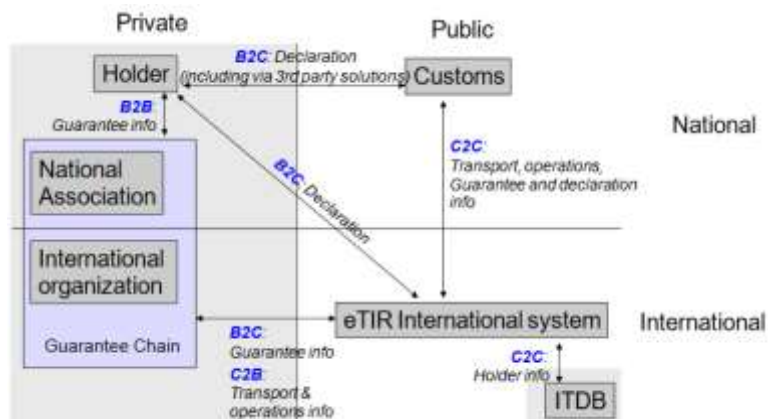 Private
Public
Holder
B2C: Declaration
(including via 3rd party solutions)
Customs
National
B2B
Guarantee info
C2C:
Transport, operations,
Guarantee and declaration
info
B2C: Declaration
National
Association
International
organization
Guarantee Chain
eTIR International system
International
B2C:
Guarantee info
C2B:
Transport &
operations info
C2C:
Holder info
ITDB